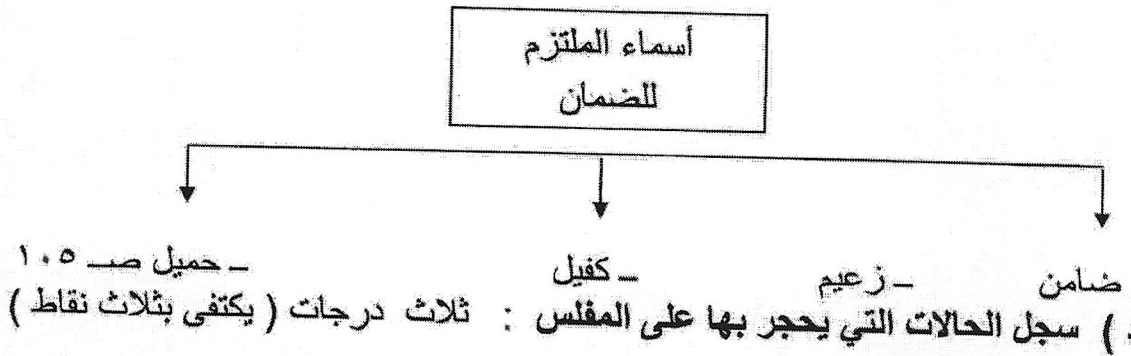 أسماء الملتزم
للضمان
ضامن – زعيم – كفيل – حميل صـ ١٠٥
. ) سجل الحالات التي يحجر بها على المفلس : ثلاث درجات ( يكتفى بثلاث نقاط )